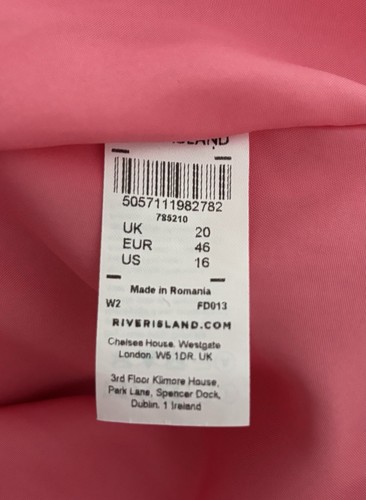 ISLAND
5057111982782
785210
UK 20
EUR 46
US 16
Made in Romania
W2 FD013
RIVERISLAND.COM
Chelsea House. Westgate
London. W5 1DR. UK
3rd Floor Kilmore House,
Park Lane, Spencer Dock,
Dublin. 1 Ireland